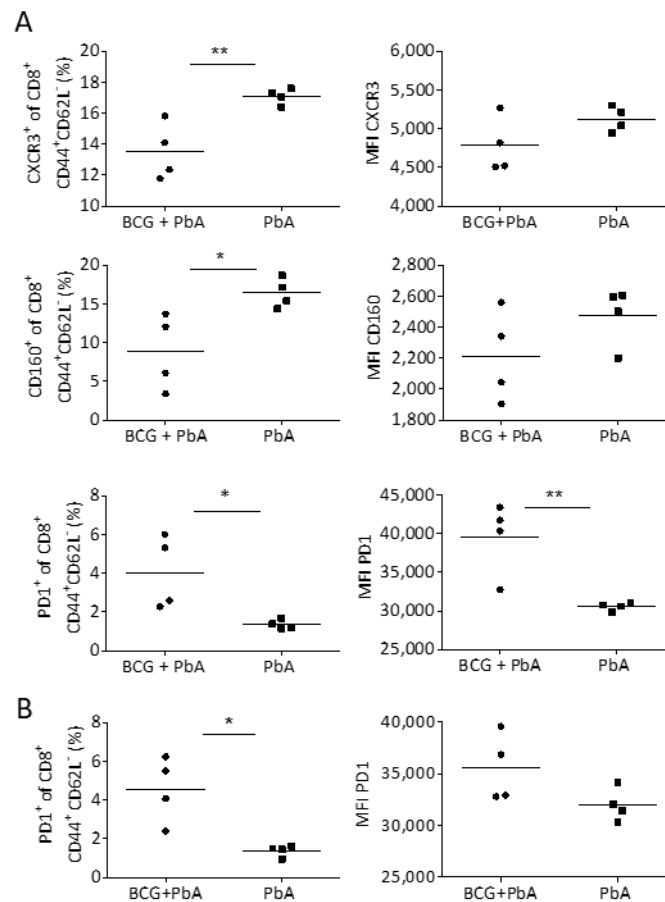 A
CXCR3⁺ of CD8⁺
CD44⁺CD62L⁻ (%)
20
18
16
14
12
10
**
BCG + PbA
PbA
MFI CXCR3
6,000
5,500
5,000
4,500
4,000
BCG+PbA
PbA
CD160⁺ of CD8⁺
CD44⁺CD62L⁻ (%)
20
15
10
5
0
*
BCG + PbA
PbA
MFI CD160
2,800
2,600
2,400
2,200
2,000
1,800
BCG + PbA
PbA
PD1⁺ of CD8⁺
CD44⁺CD62L⁻ (%)
8
6
4
2
0
*
BCG + PbA
PbA
MFI PD1
45,000
40,000
35,000
30,000
25,000
**
BCG + PbA
PbA
B
PD1⁺ of CD8⁺
CD44⁺ CD62L⁻ (%)
8
6
4
2
0
*
BCG+PbA
PbA
MFI PD1
40,000
35,000
31,000
25,000
BCG+PbA
PbA